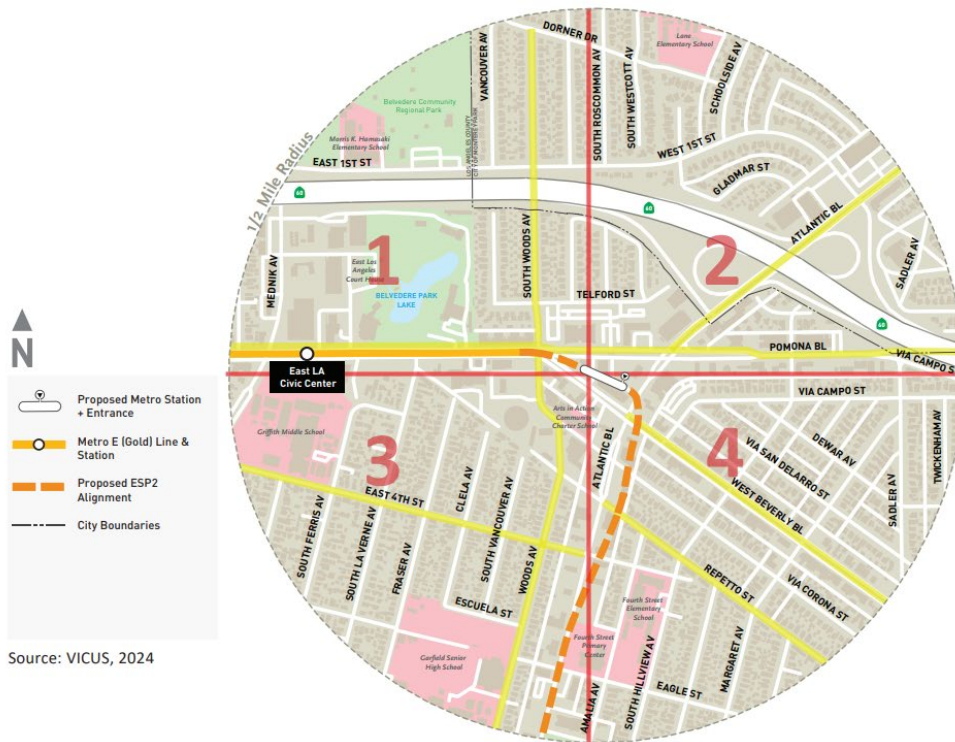 DORNER DR
Lane
Elementary School
VANCOUVER AV
SOUTH ROSCOMMON AV
SOUTH WESTCOTT AV
SCHOOLSIDE AV
Belvedere Community
Regional Park
Morris K. Hamasaki
Elementary School
LOS ANGELES COUNTY
CITY OF MONTEREY PARK
1/2 Mile Radius
EAST 1ST ST
WEST 1ST ST
GLADMAR ST
60
60
ATLANTIC BL
1
2
MEDNIK AV
East Los
Angeles
Court House
BELVEDERE PARK
LAKE
SOUTH WOODS AV
TELFORD ST
SADLER AV
60
N
POMONA BL
VIA CAMPO ST
East LA
Civic Center
VIA CAMPO ST
Proposed Metro Station
+ Entrance
Metro E (Gold) Line &
Station
Proposed ESP2
Alignment
City Boundaries
Griffith Middle School
Arts in Action
Community
Charter School
3
4
ATLANTIC BL
DEWAR AV
VIA SAN DELARRO ST
WEST BEVERLY BL
TWICKENHAM AV
SADLER AV
EAST 4TH ST
CLELA AV
SOUTH VANCOUVER AV
SOUTH FERRIS AV
SOUTH LA VERNE AV
FRASER AV
WOODS AV
REPETTO ST
VIA CORONA ST
ESCUELA ST
Fourth Street
Elementary
School
Fourth Street
Primary
Center
Garfield Senior
High School
MARGARET AV
SOUTH HILLVIEW AV
EAGLE ST
AMALIA AV
Source: VICUS, 2024